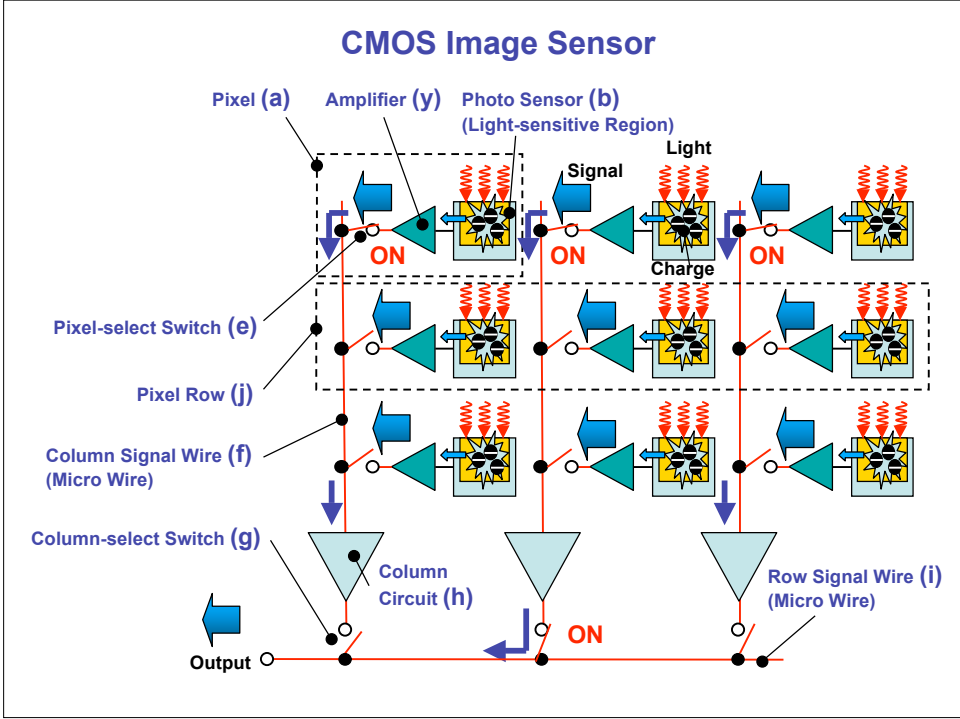 CMOS Image Sensor
Pixel (a)
Amplifier (y)
Photo Sensor (b)
(Light-sensitive Region)
Light
Signal
ON
ON
ON
Charge
Pixel-select Switch (e)
Pixel Row (j)
Column Signal Wire (f)
(Micro Wire)
Column-select Switch (g)
Column
Circuit (h)
Row Signal Wire (i)
(Micro Wire)
ON
Output